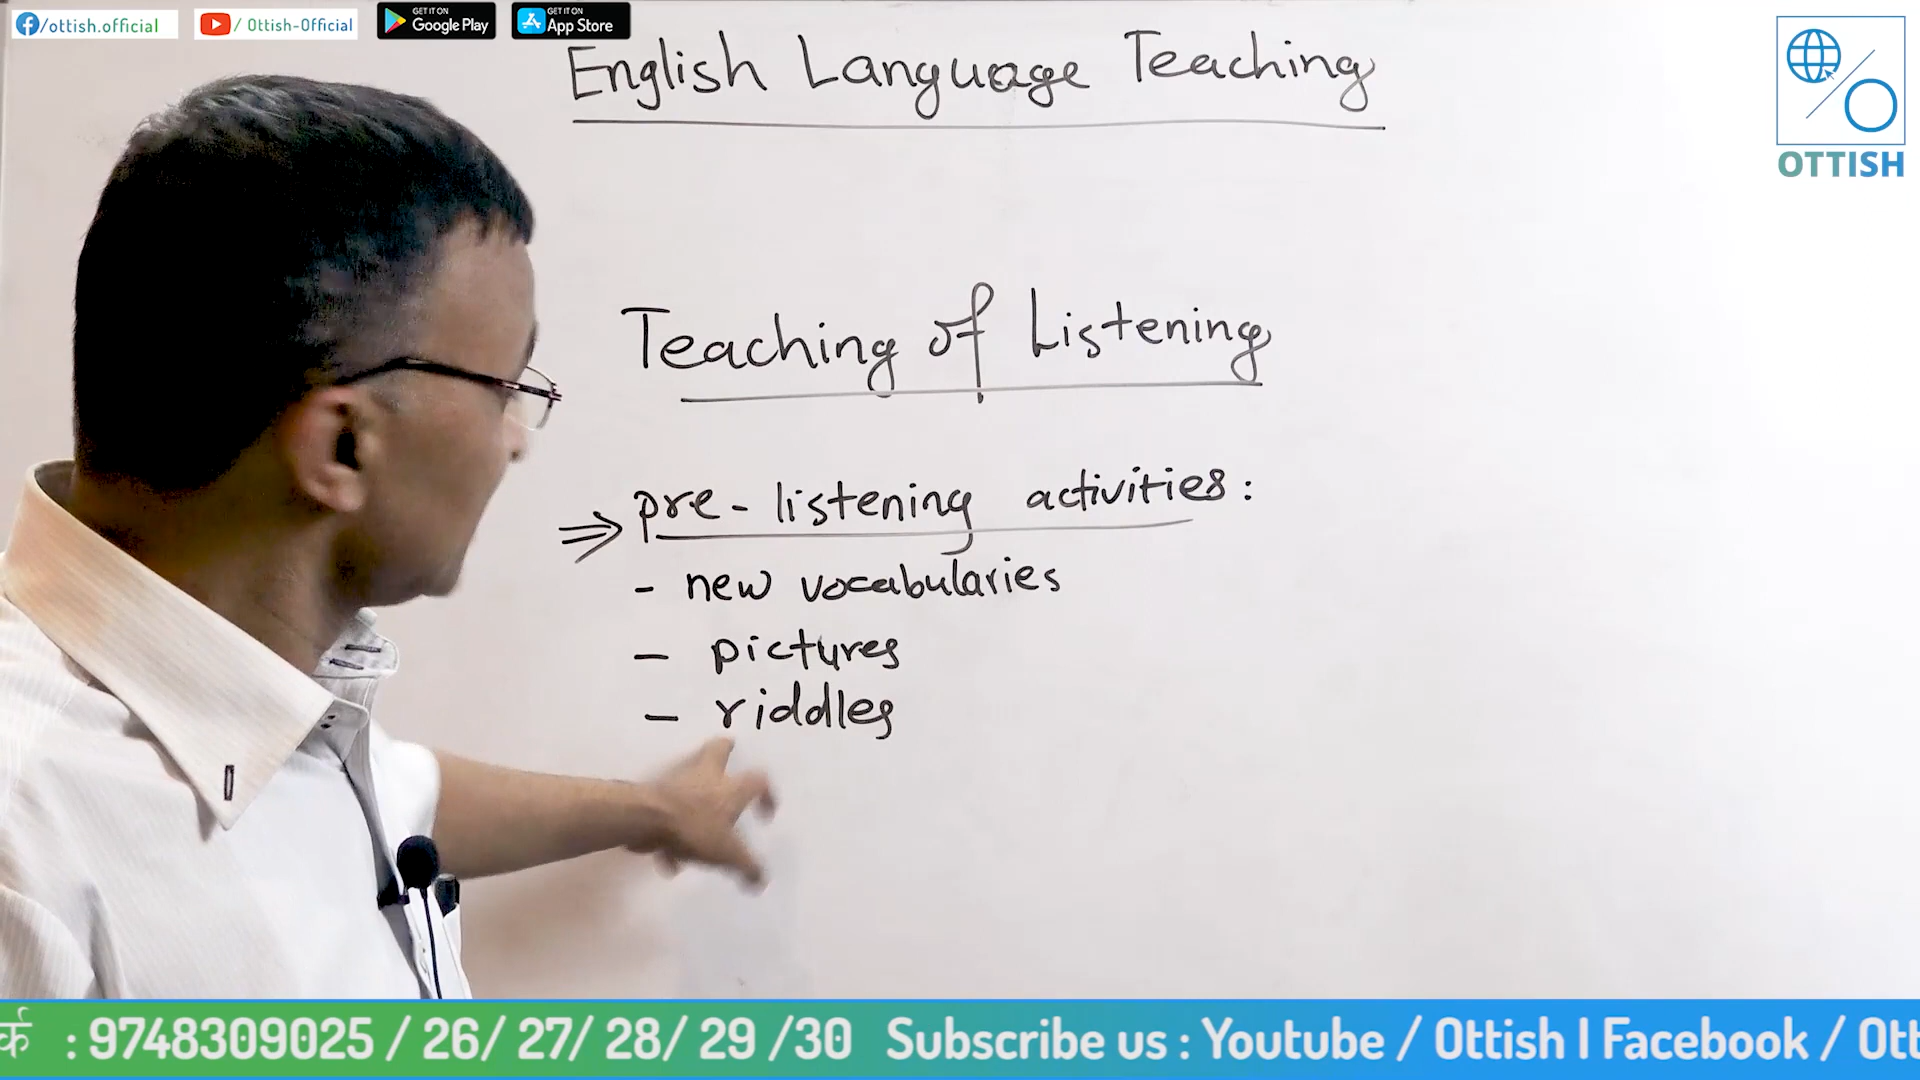 /ottish.official
/ Ottish-Official
GET IT ON
Google Play
GET IT ON
App Store
OTTISH
English Language Teaching
Teaching of Listening
⇒ pre-listening activities:
- new vocabularies
- pictures
- riddles
र्क : 9748309025 / 26/ 27/ 28/ 29 /30 Subscribe us : Youtube / Ottish | Facebook / Ott